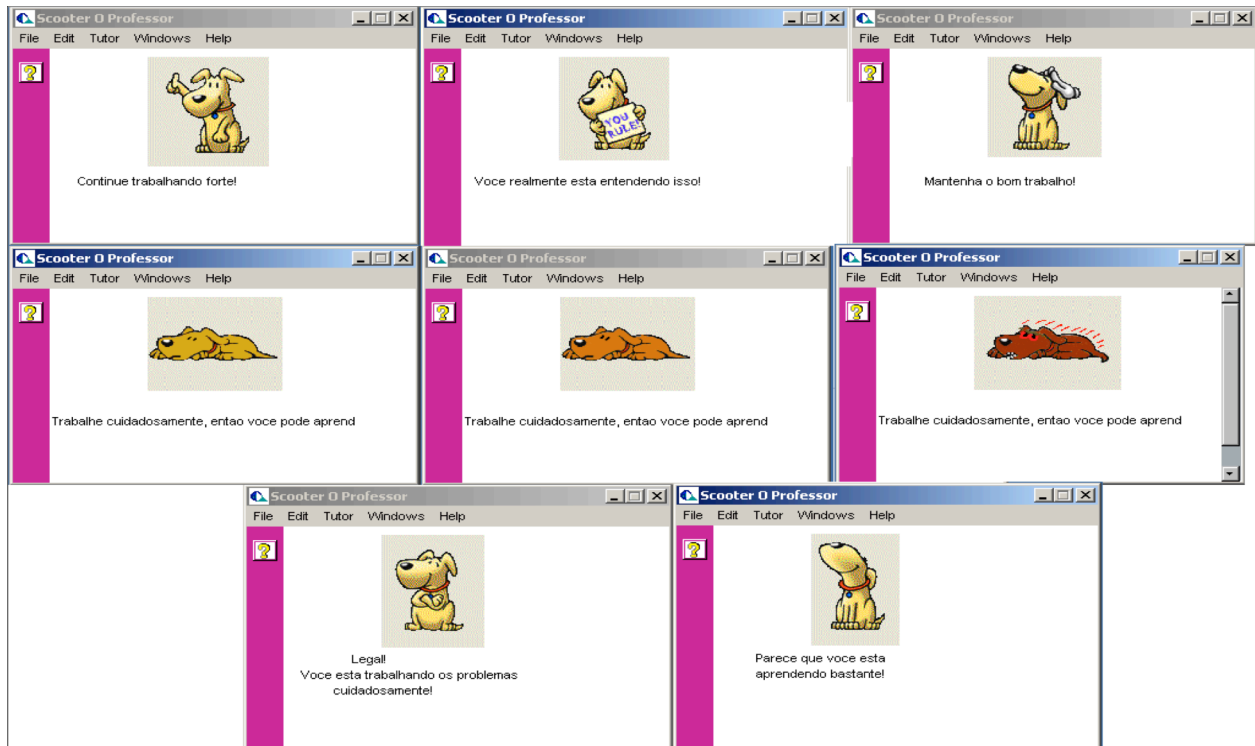 Scooter O Professor
File Edit Tutor Windows Help
?
Continue trabalhando forte!
Scooter O Professor
File Edit Tutor Windows Help
?
YOU
RULE!
Voce realmente esta entendendo isso!
Scooter O Professor
File Edit Tutor Windows Help
?
Mantenha o bom trabalho!
Scooter O Professor
File Edit Tutor Windows Help
?
Trabalhe cuidadosamente, entao voce pode aprend
Scooter O Professor
File Edit Tutor Windows Help
?
Trabalhe cuidadosamente, entao voce pode aprend
Scooter O Professor
File Edit Tutor Windows Help
?
Trabalhe cuidadosamente, entao voce pode aprend
Scooter O Professor
File Edit Tutor Windows Help
?
Legal!
Voce esta trabalhando os problemas
cuidadosamente!
Scooter O Professor
File Edit Tutor Windows Help
?
Parece que voce esta
aprendendo bastante!